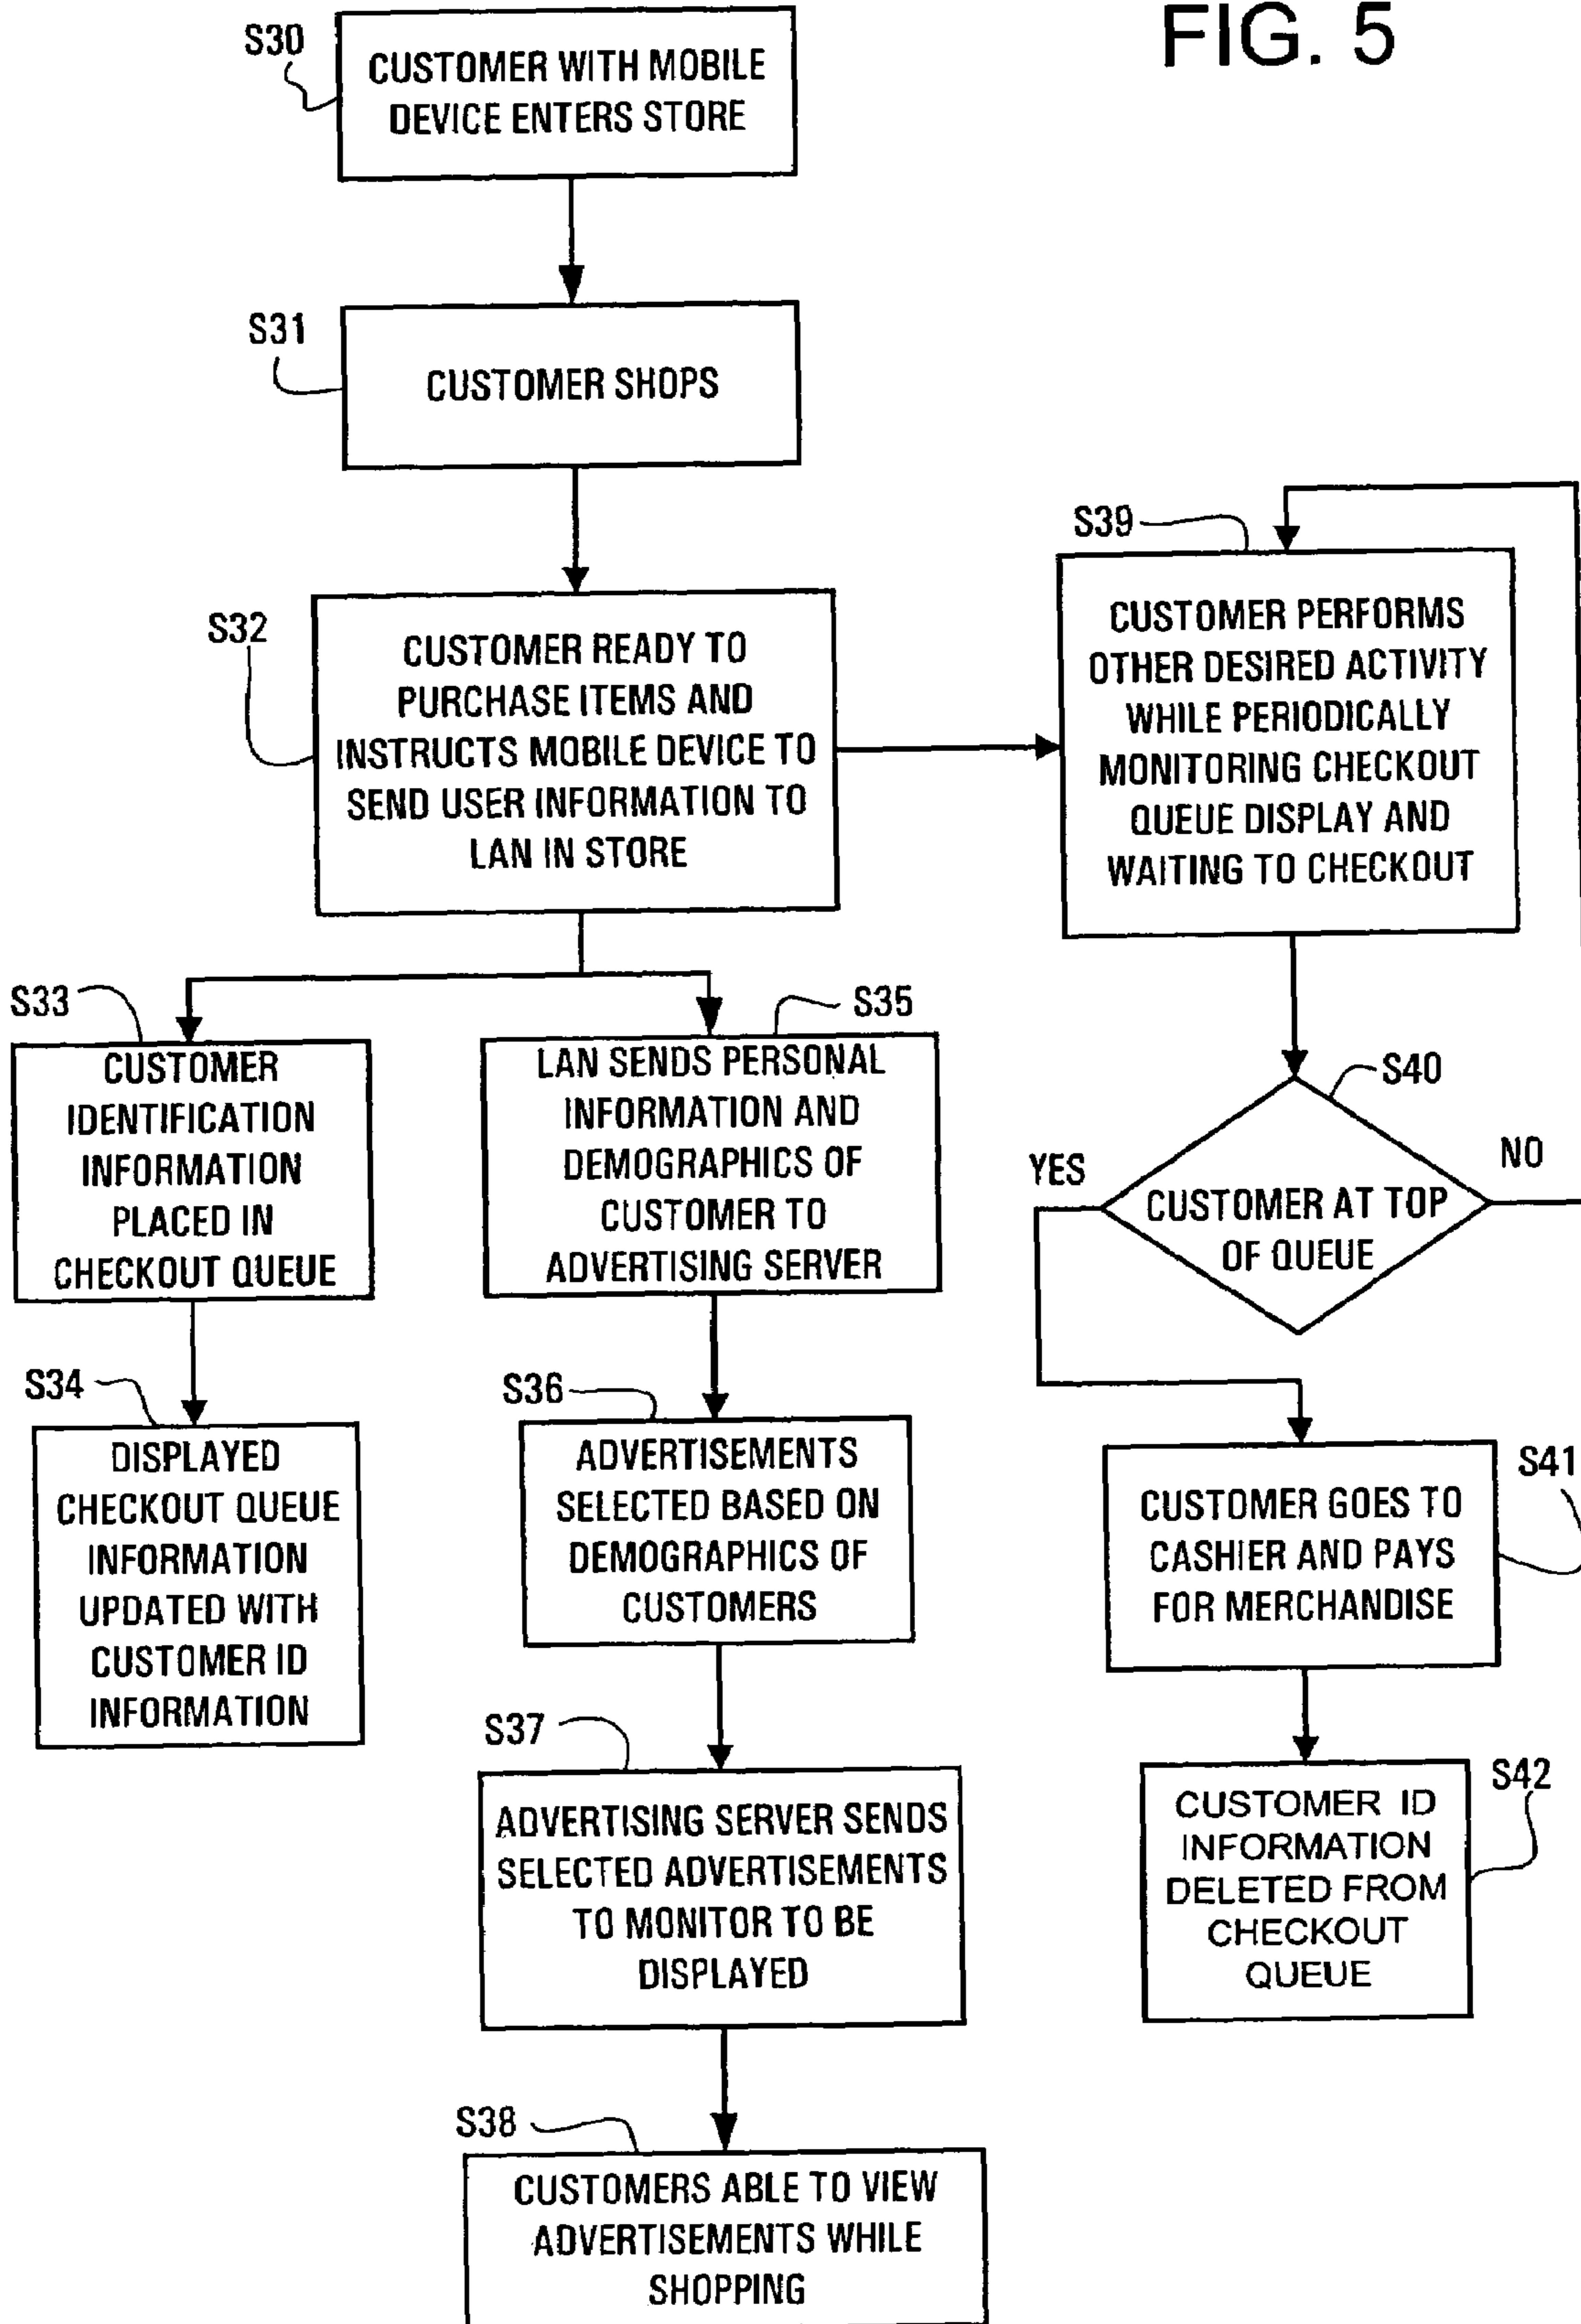 FIG. 5
S30
CUSTOMER WITH MOBILE
DEVICE ENTERS STORE
S31
CUSTOMER SHOPS
S32
CUSTOMER READY TO
PURCHASE ITEMS AND
INSTRUCTS MOBILE DEVICE TO
SEND USER INFORMATION TO
LAN IN STORE
S33
CUSTOMER
IDENTIFICATION
INFORMATION
PLACED IN
CHECKOUT QUEUE
S34
DISPLAYED
CHECKOUT QUEUE
INFORMATION
UPDATED WITH
CUSTOMER ID
INFORMATION
S35
LAN SENDS PERSONAL
INFORMATION AND
DEMOGRAPHICS OF
CUSTOMER TO
ADVERTISING SERVER
S36
ADVERTISEMENTS
SELECTED BASED ON
DEMOGRAPHICS OF
CUSTOMERS
S37
ADVERTISING SERVER SENDS
SELECTED ADVERTISEMENTS
TO MONITOR TO BE
DISPLAYED
S38
CUSTOMERS ABLE TO VIEW
ADVERTISEMENTS WHILE
SHOPPING
S39
CUSTOMER PERFORMS
OTHER DESIRED ACTIVITY
WHILE PERIODICALLY
MONITORING CHECKOUT
QUEUE DISPLAY AND
WAITING TO CHECKOUT
S40
YES
NO
CUSTOMER AT TOP
OF QUEUE
S41
CUSTOMER GOES TO
CASHIER AND PAYS
FOR MERCHANDISE
S42
CUSTOMER ID
INFORMATION
DELETED FROM
CHECKOUT
QUEUE